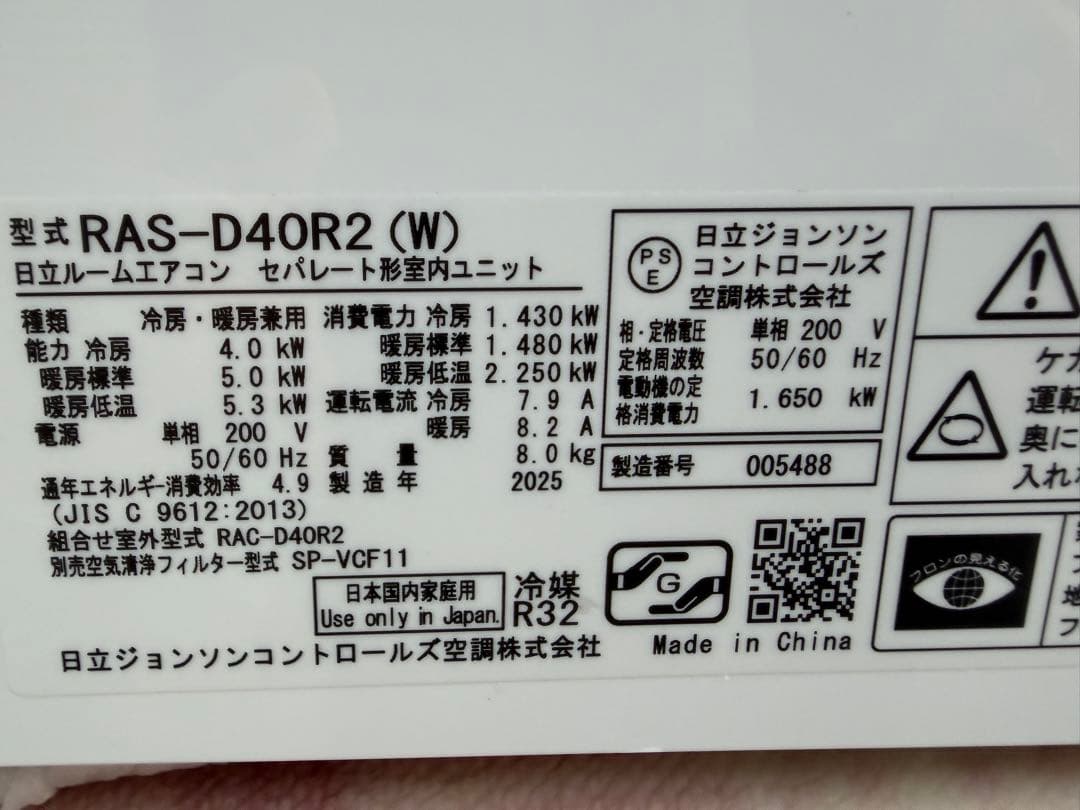 型式 RAS-D40R2 (W)
日立ルームエアコン セパレート形室内ユニット
種類 冷房・暖房兼用
能力 冷房 4.0 kW
暖房標準 5.0 kW
暖房低温 5.3 kW
電源 単相 200 V
50/60 Hz
通年エネルギー消費効率 4.9
(JIS C 9612:2013)
組合せ室外型式 RAC-D40R2
別売空気清浄フィルター型式 SP-VCF11
消費電力 冷房 1.430 kW
暖房標準 1.480 kW
暖房低温 2.250 kW
運転電流 冷房 7.9 A
暖房 8.2 A
質量 8.0 kg
製造年 2025
日本国内家庭用
Use only in Japan.
冷媒
R32
日立ジョンソンコントロールズ空調株式会社
PS
E
日立ジョンソン
コントロールズ
空調株式会社
相・定格電圧 単相 200 V
定格周波数 50/60 Hz
電動機の定
格消費電力 1.650 kW
製造番号 005488
G
Made in China
ケガ
運転
奥に
入れ
フロンの見える化
地
フ